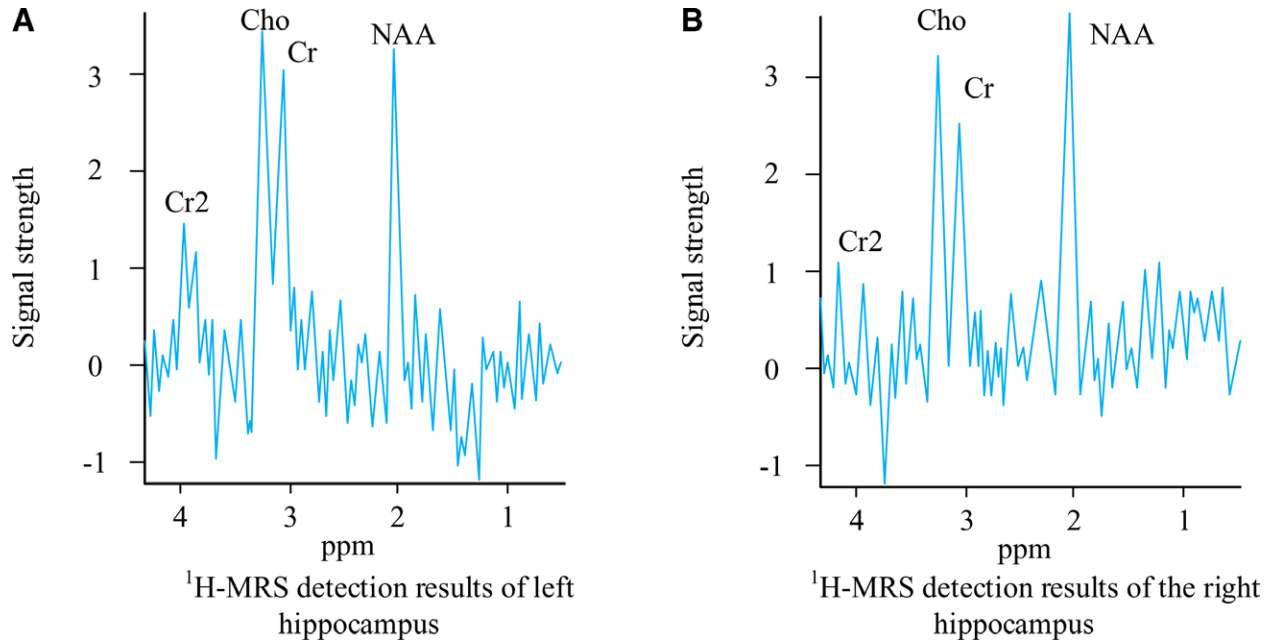 A
Cho
Cr
NAA
Cr2
3
2
1
0
-1
Signal strength
4 3 2 1
ppm
¹H-MRS detection results of left
hippocampus
B
Cho
NAA
Cr
Cr2
3
2
1
0
-1
Signal strength
4 3 2 1
ppm
¹H-MRS detection results of the right
hippocampus